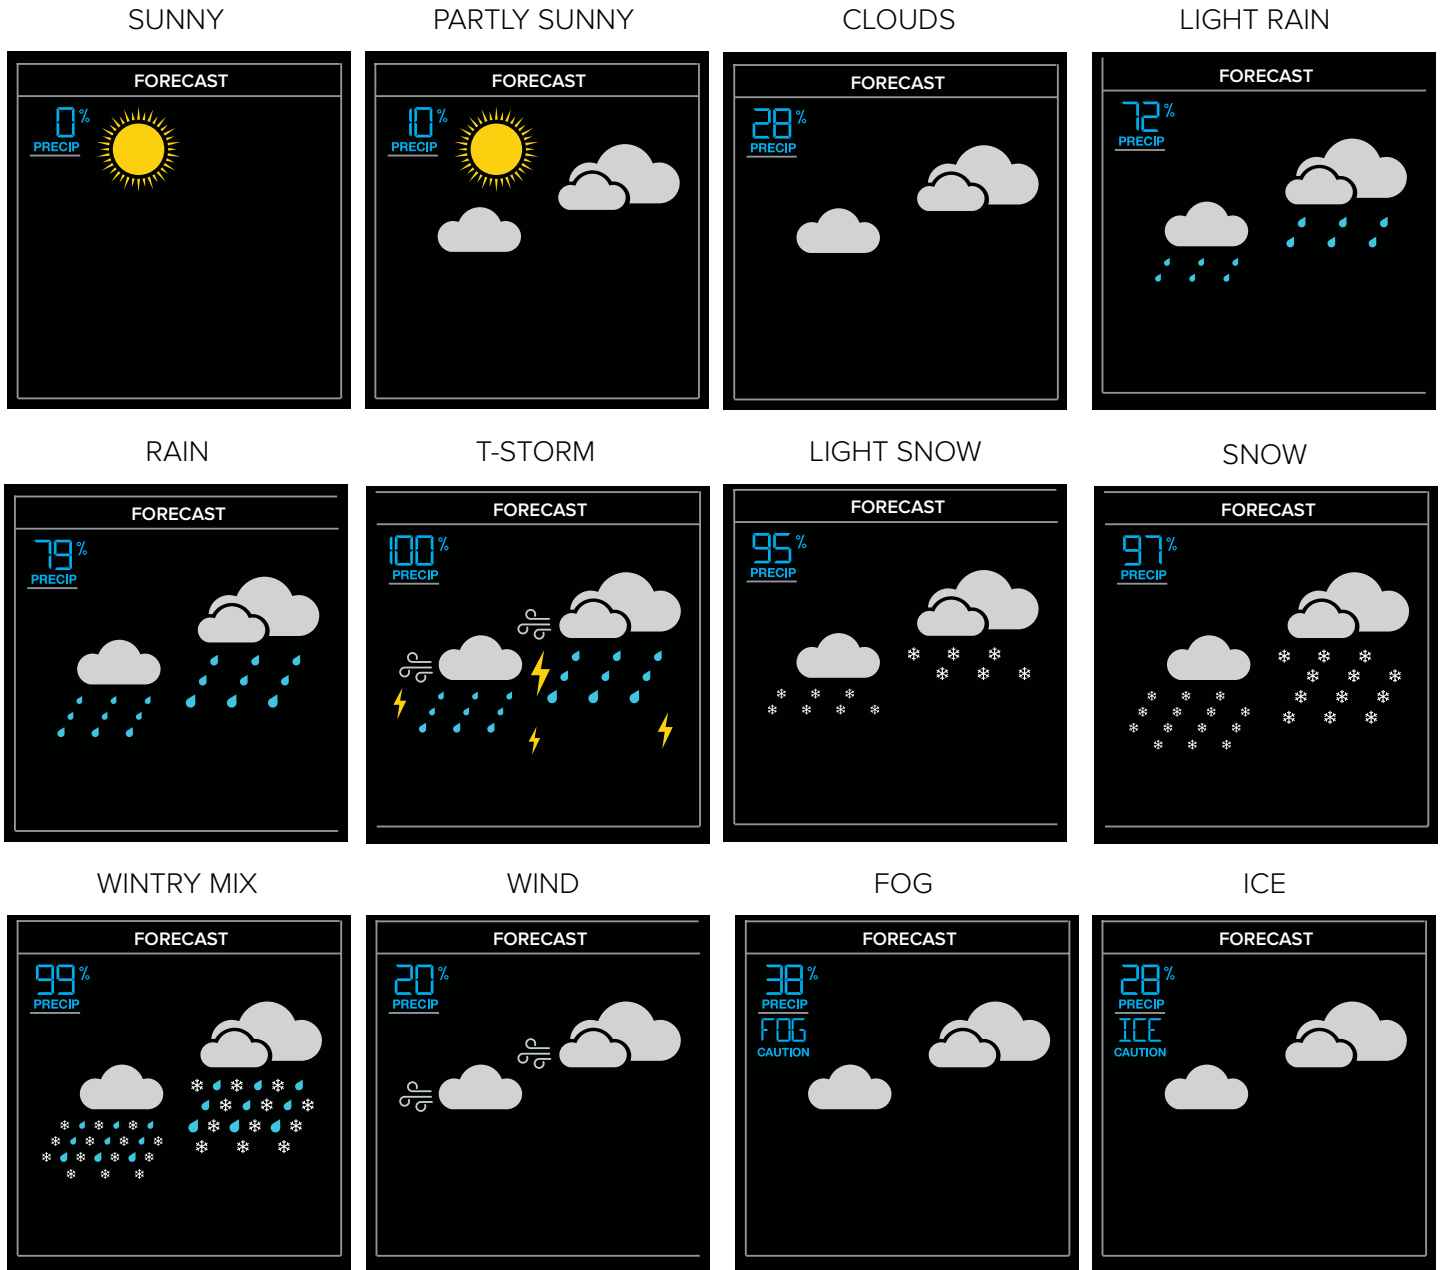 SUNNY
PARTLY SUNNY
CLOUDS
LIGHT RAIN
FORECAST
0%
PRECIP
FORECAST
10%
PRECIP
FORECAST
28%
PRECIP
FORECAST
72%
PRECIP
RAIN
T-STORM
LIGHT SNOW
SNOW
FORECAST
79%
PRECIP
FORECAST
100%
PRECIP
FORECAST
95%
PRECIP
FORECAST
97%
PRECIP
WINTRY MIX
WIND
FOG
ICE
FORECAST
99%
PRECIP
FORECAST
20%
PRECIP
FORECAST
38%
PRECIP
FOG
CAUTION
FORECAST
28%
PRECIP
ICE
CAUTION